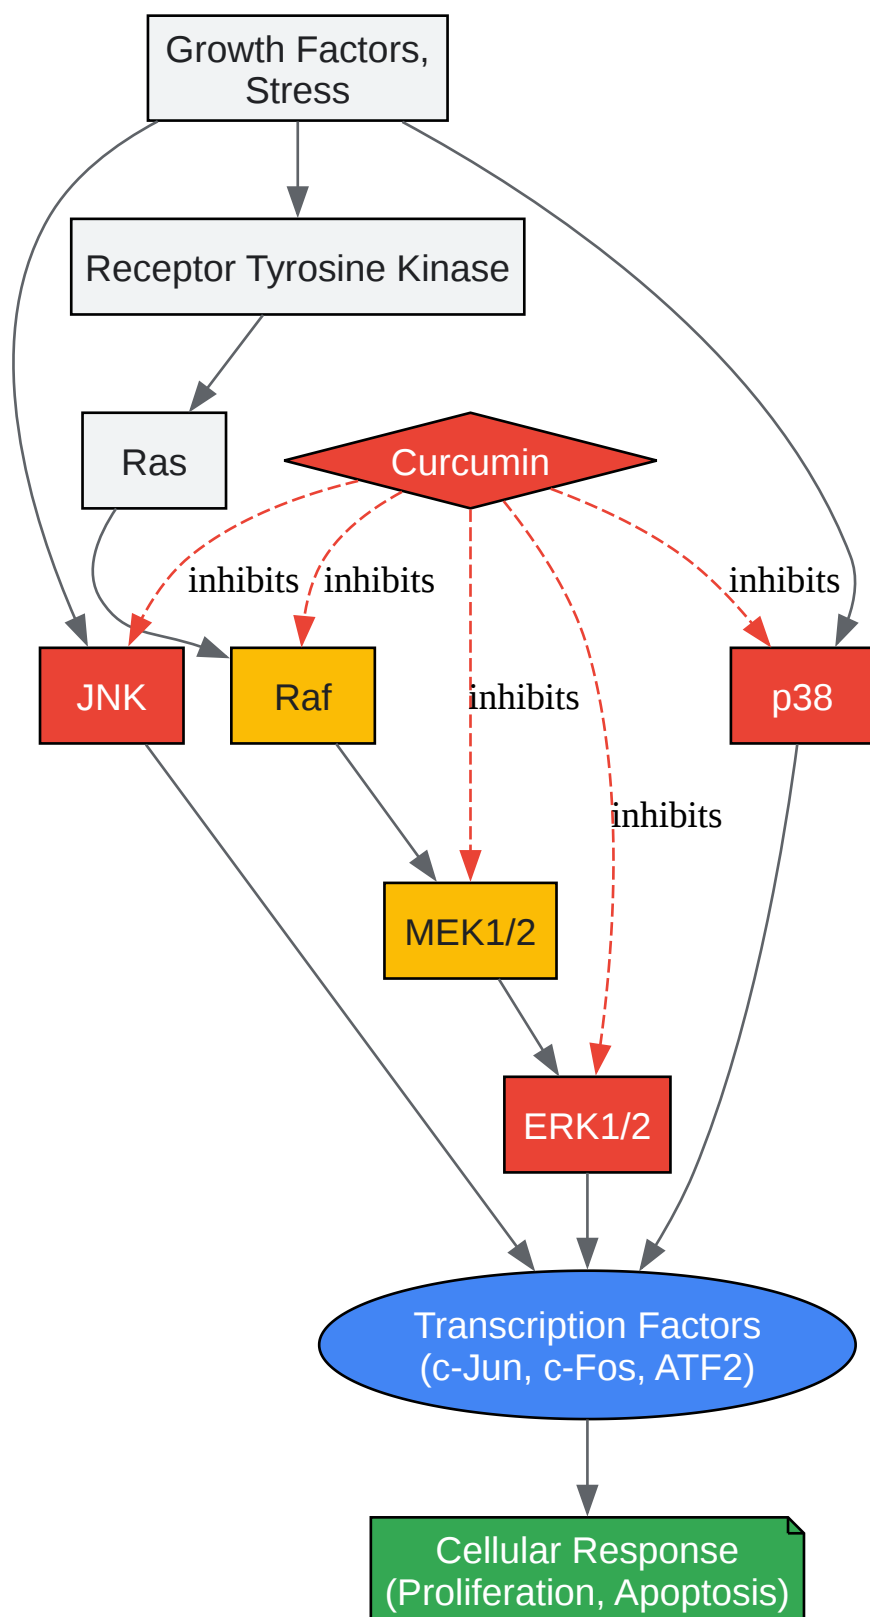 Growth Factors,
Stress
Receptor Tyrosine Kinase
Ras
Curcumin
inhibits
inhibits
inhibits
JNK
Raf
inhibits
p38
inhibits
MEK1/2
ERK1/2
Transcription Factors
(c-Jun, c-Fos, ATF2)
Cellular Response
(Proliferation, Apoptosis)